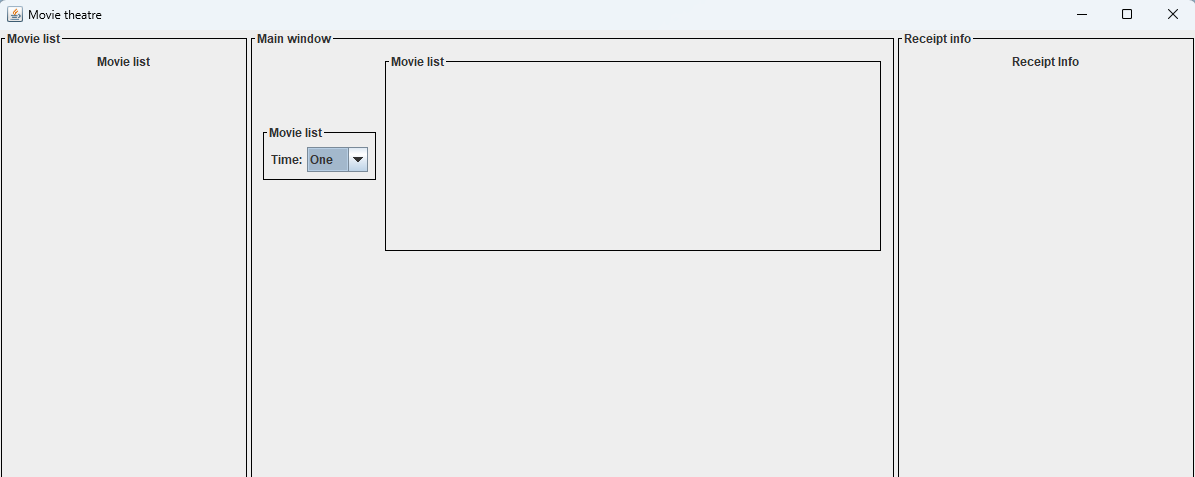 Movie theatre
Movie list
Movie list
Main window
Movie list
Movie list
Time: One
Receipt info
Receipt Info